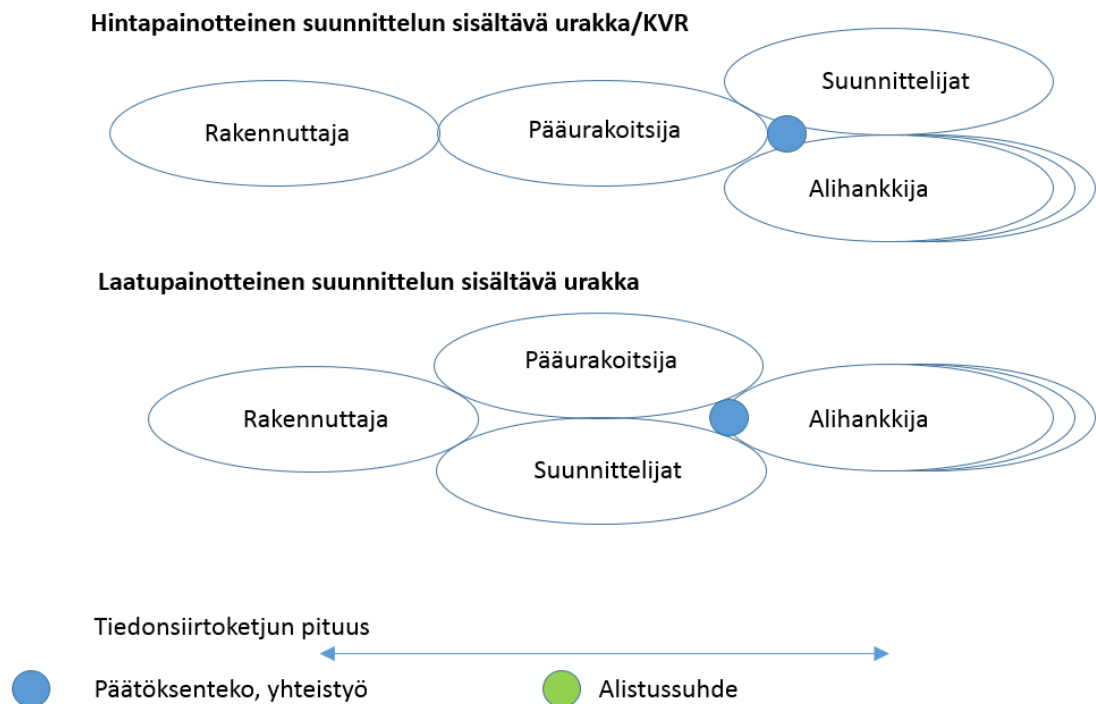 Hintapainotteinen suunnittelun sisältävä urakka/KVR
Suunnittelijat
Rakennuttaja
Pääurakoitsija
Alihankkija
Laatupainotteinen suunnittelun sisältävä urakka
Pääurakoitsija
Rakennuttaja
Alihankkija
Suunnittelijat
Tiedonsiirtoketjun pituus
Päätöksenteko, yhteistyö
Alistussuhde